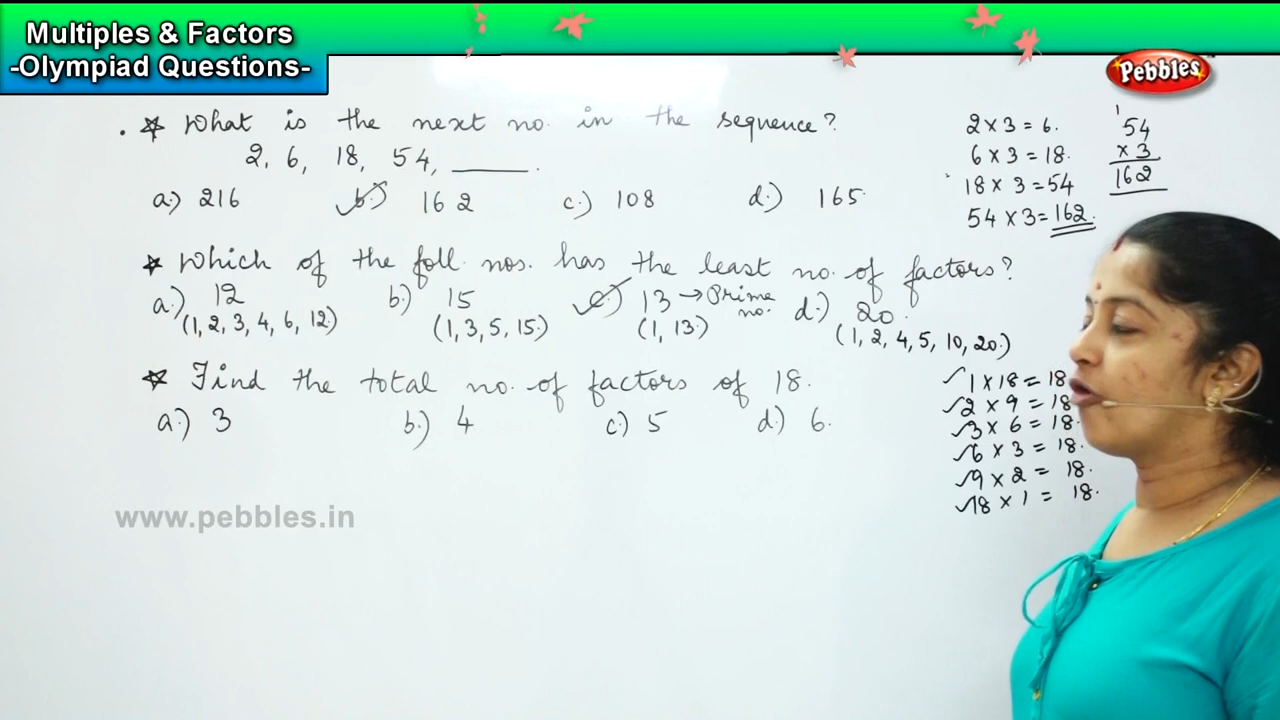 Multiples & Factors
-Olympiad Questions-
Pebbles
. ☆ What is the next no. in the sequence?
2, 6, 18, 54, _____.
a.) 216 b.) 162 c.) 108 d.) 165.
2 x 3 = 6.
6 x 3 = 18.
18 x 3 = 54
54 x 3 = 162.
1
54
x 3
162
☆ Which of the foll. nos. has the least no. of factors?
a.) 12 b.) 15 c.) 13 → Prime no. d.) 20.
(1, 2, 3, 4, 6, 12.) (1, 3, 5, 15.) (1, 13.) (1, 2, 4, 5, 10, 20.)
☆ Find the total no. of factors of 18.
a.) 3 b.) 4 c.) 5 d.) 6.
✓1 x 18 = 18
✓2 x 9 = 18
✓3 x 6 = 18.
✓6 x 3 = 18.
✓9 x 2 = 18.
✓18 x 1 = 18.
www.pebbles.in